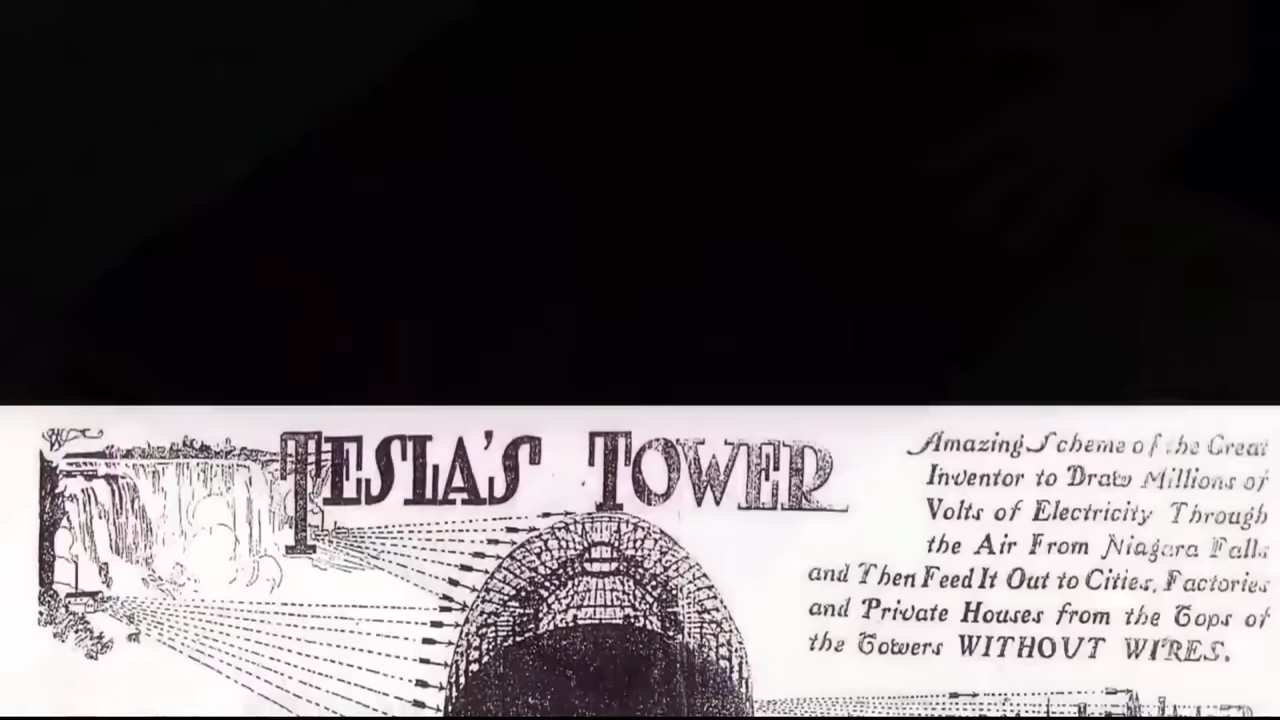 TESLA'S TOWER
Amazing Scheme of the Great
Inventor to Draw Millions of
Volts of Electricity Through
the Air From Niagara Falls
and Then Feed It Out to Cities, Factories
and Private Houses from the Tops of
the Towers WITHOUT WIRES.